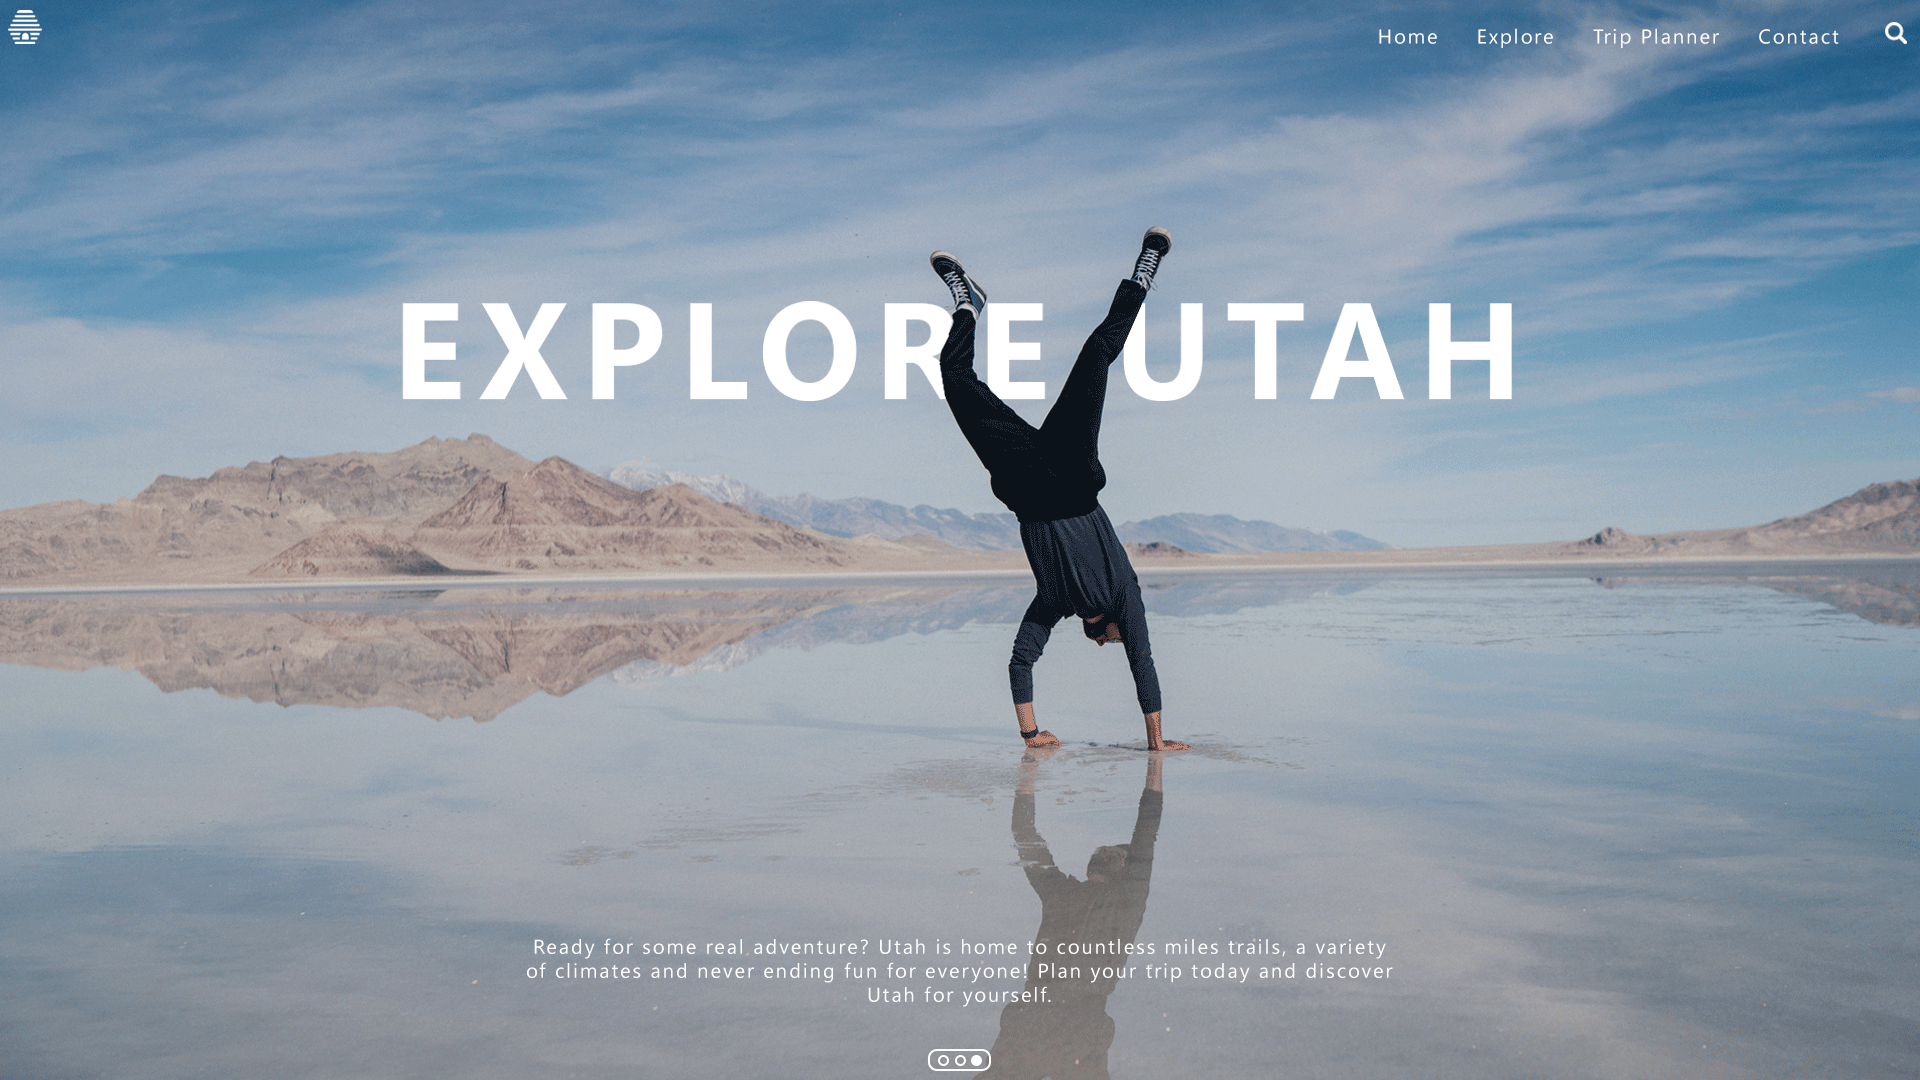 Home Explore Trip Planner Contact
EXPLORE UTAH
Ready for some real adventure? Utah is home to countless miles trails, a variety
of climates and never ending fun for everyone! Plan your trip today and discover
Utah for yourself.